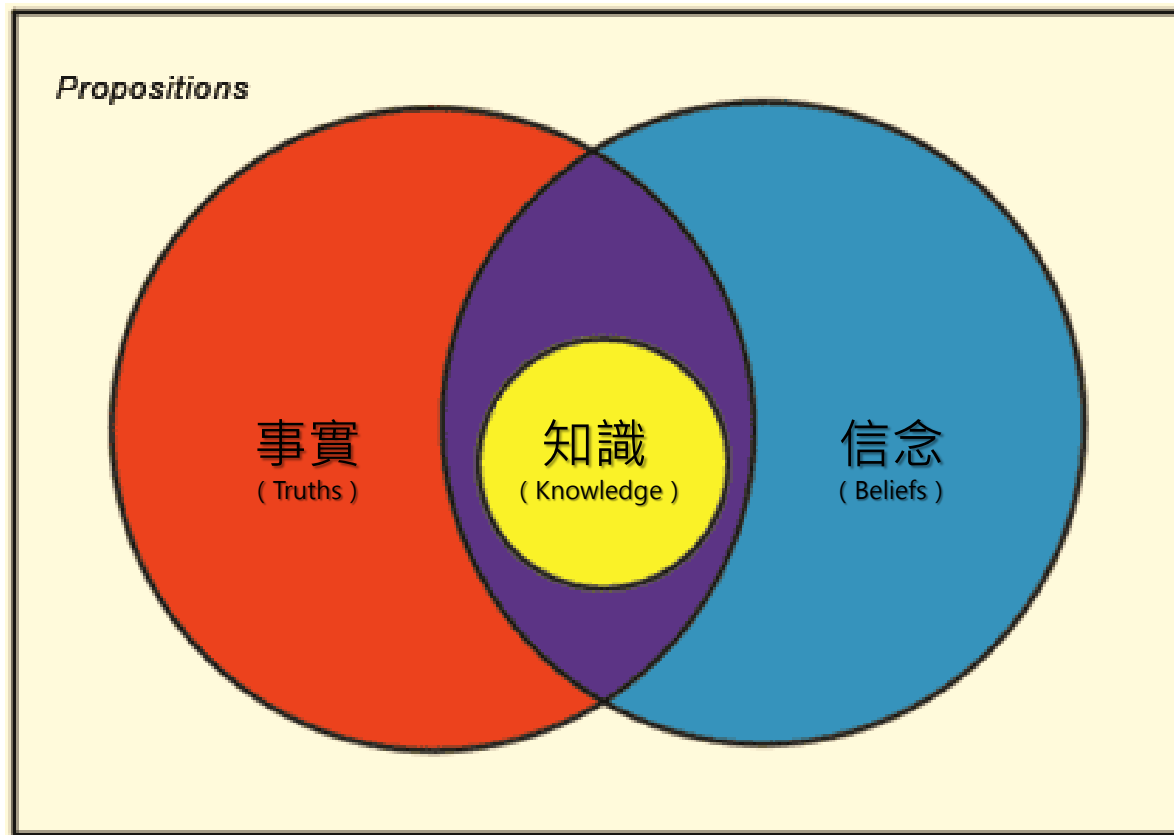 Propositions
事實
( Truths )
知識
( Knowledge )
信念
( Beliefs )